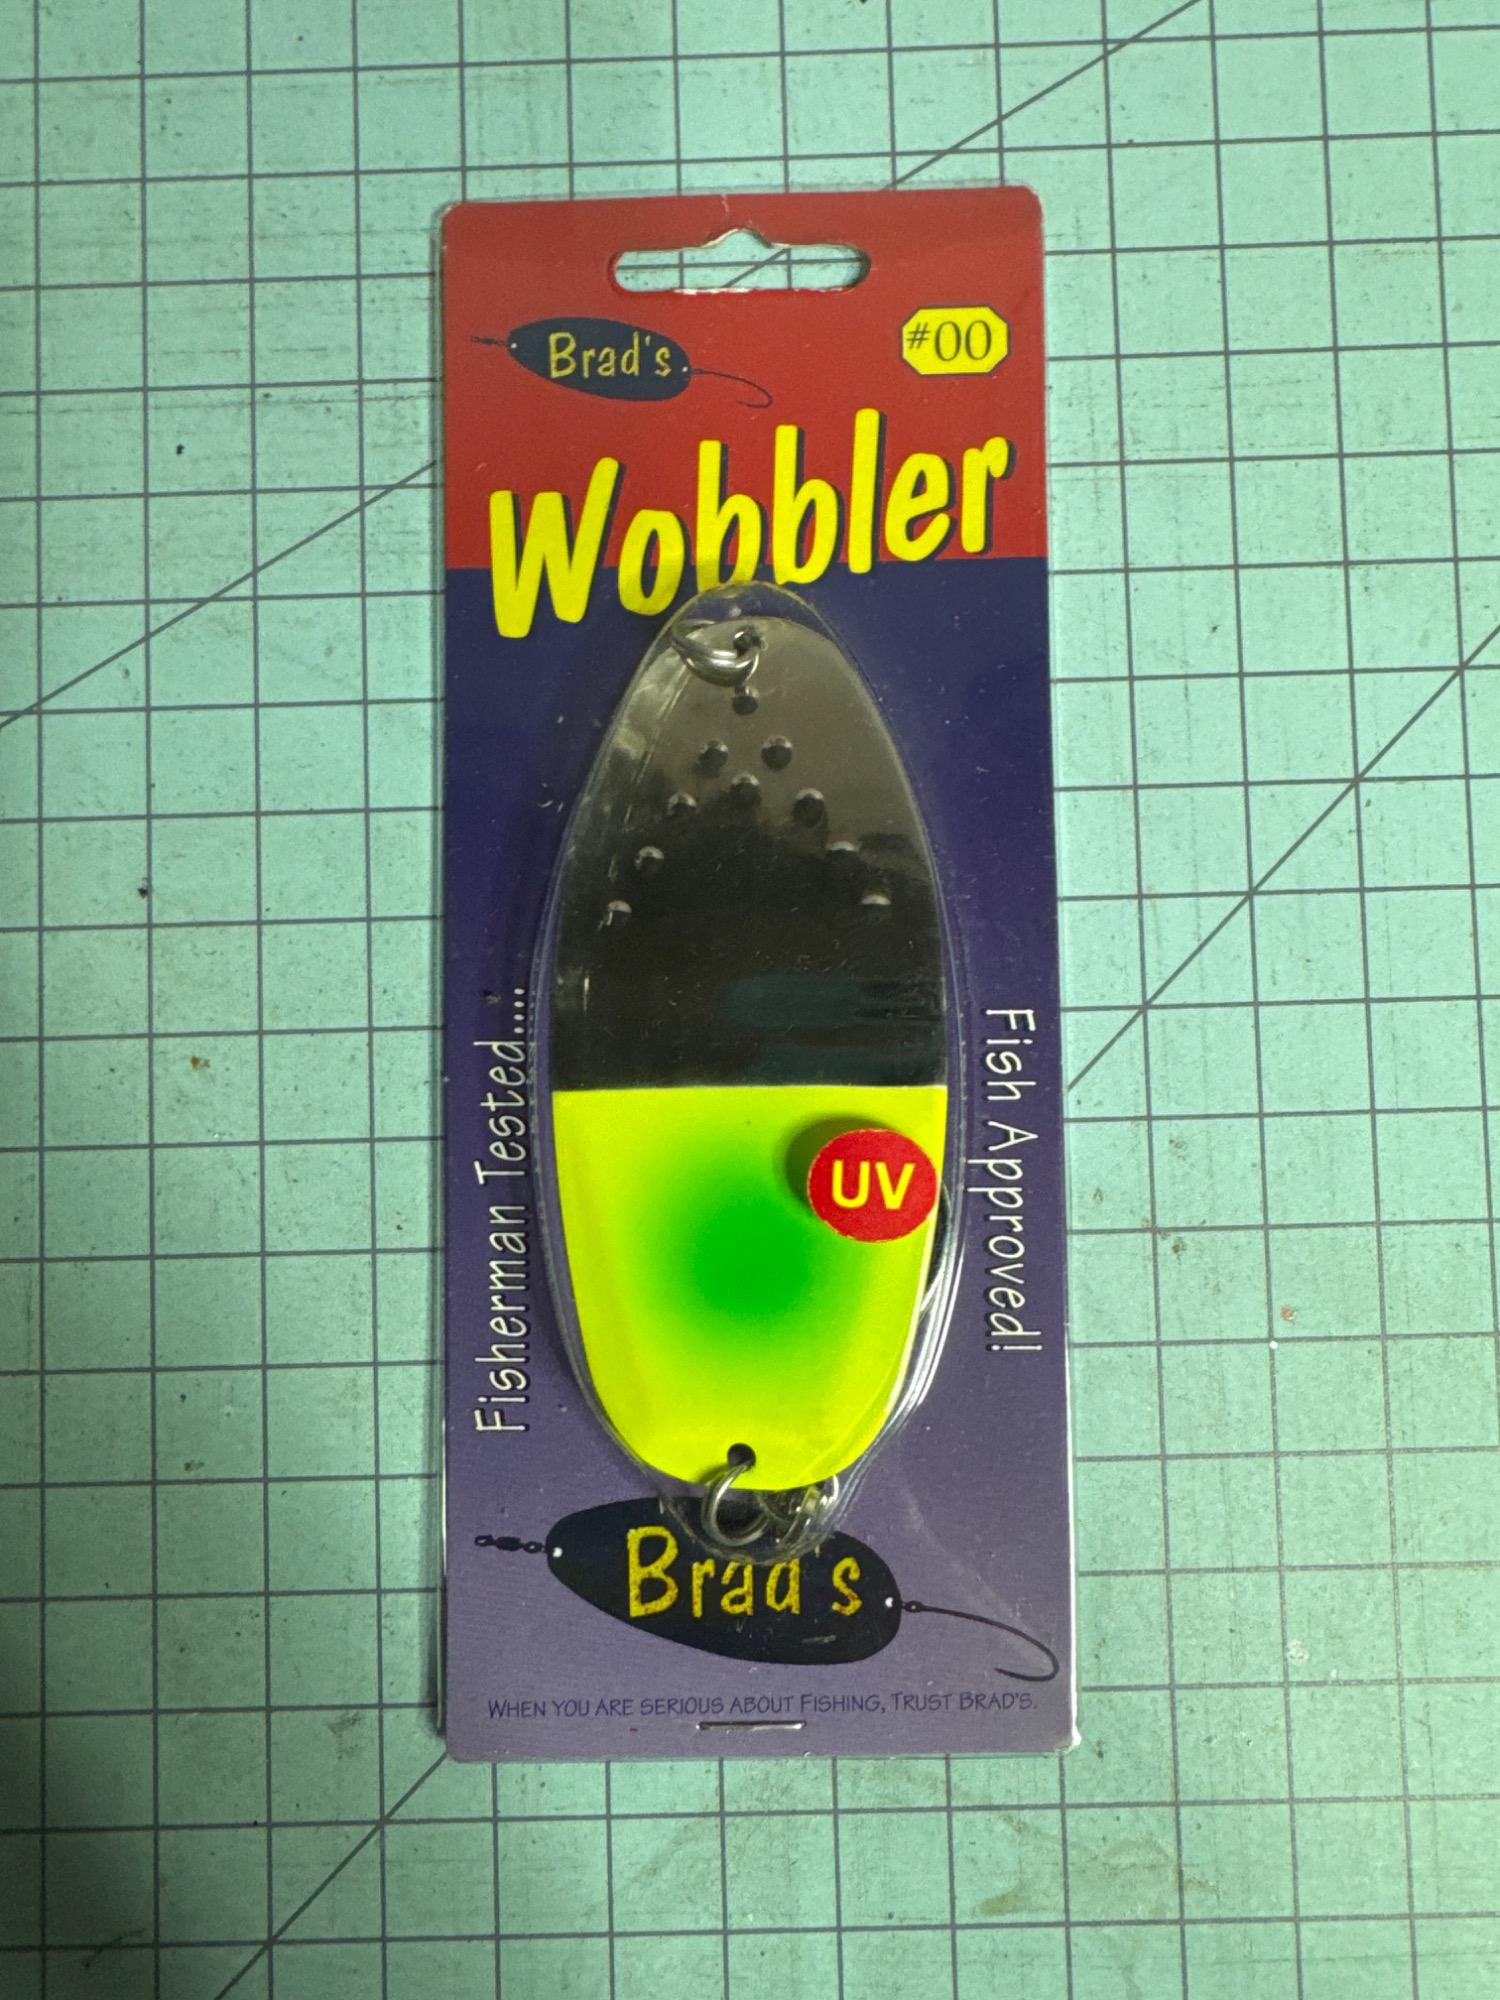 Brad's
#00
Wobbler
Fisherman Tested.....
Fish Approved!
UV
Brad's
WHEN YOU ARE SERIOUS ABOUT FISHING, TRUST BRAD'S.